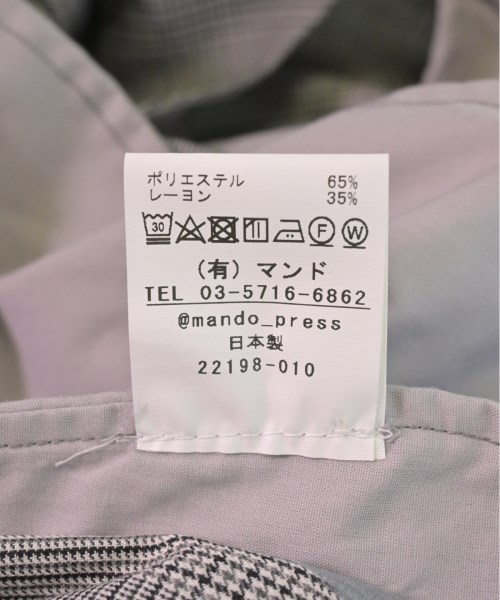 ポリエステル 65%
レーヨン 35%
30 F W
(有) マンド
TEL 03-5716-6862
@mando_press
日本製
22198-010